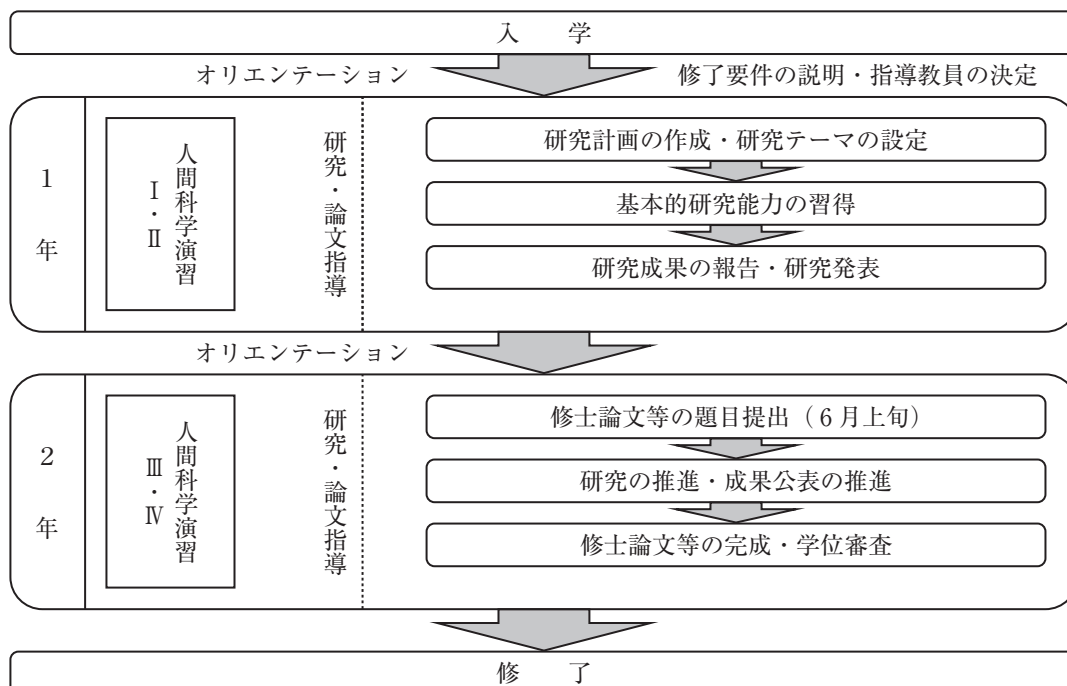 入　学
オリエンテーション
修了要件の説明・指導教員の決定
1年
人間科学演習
Ⅰ・Ⅱ
研究・論文指導
研究計画の作成・研究テーマの設定
基本的研究能力の習得
研究成果の報告・研究発表
オリエンテーション
2年
人間科学演習
Ⅲ・Ⅳ
研究・論文指導
修士論文等の題目提出（6月上旬）
研究の推進・成果公表の推進
修士論文等の完成・学位審査
修　了